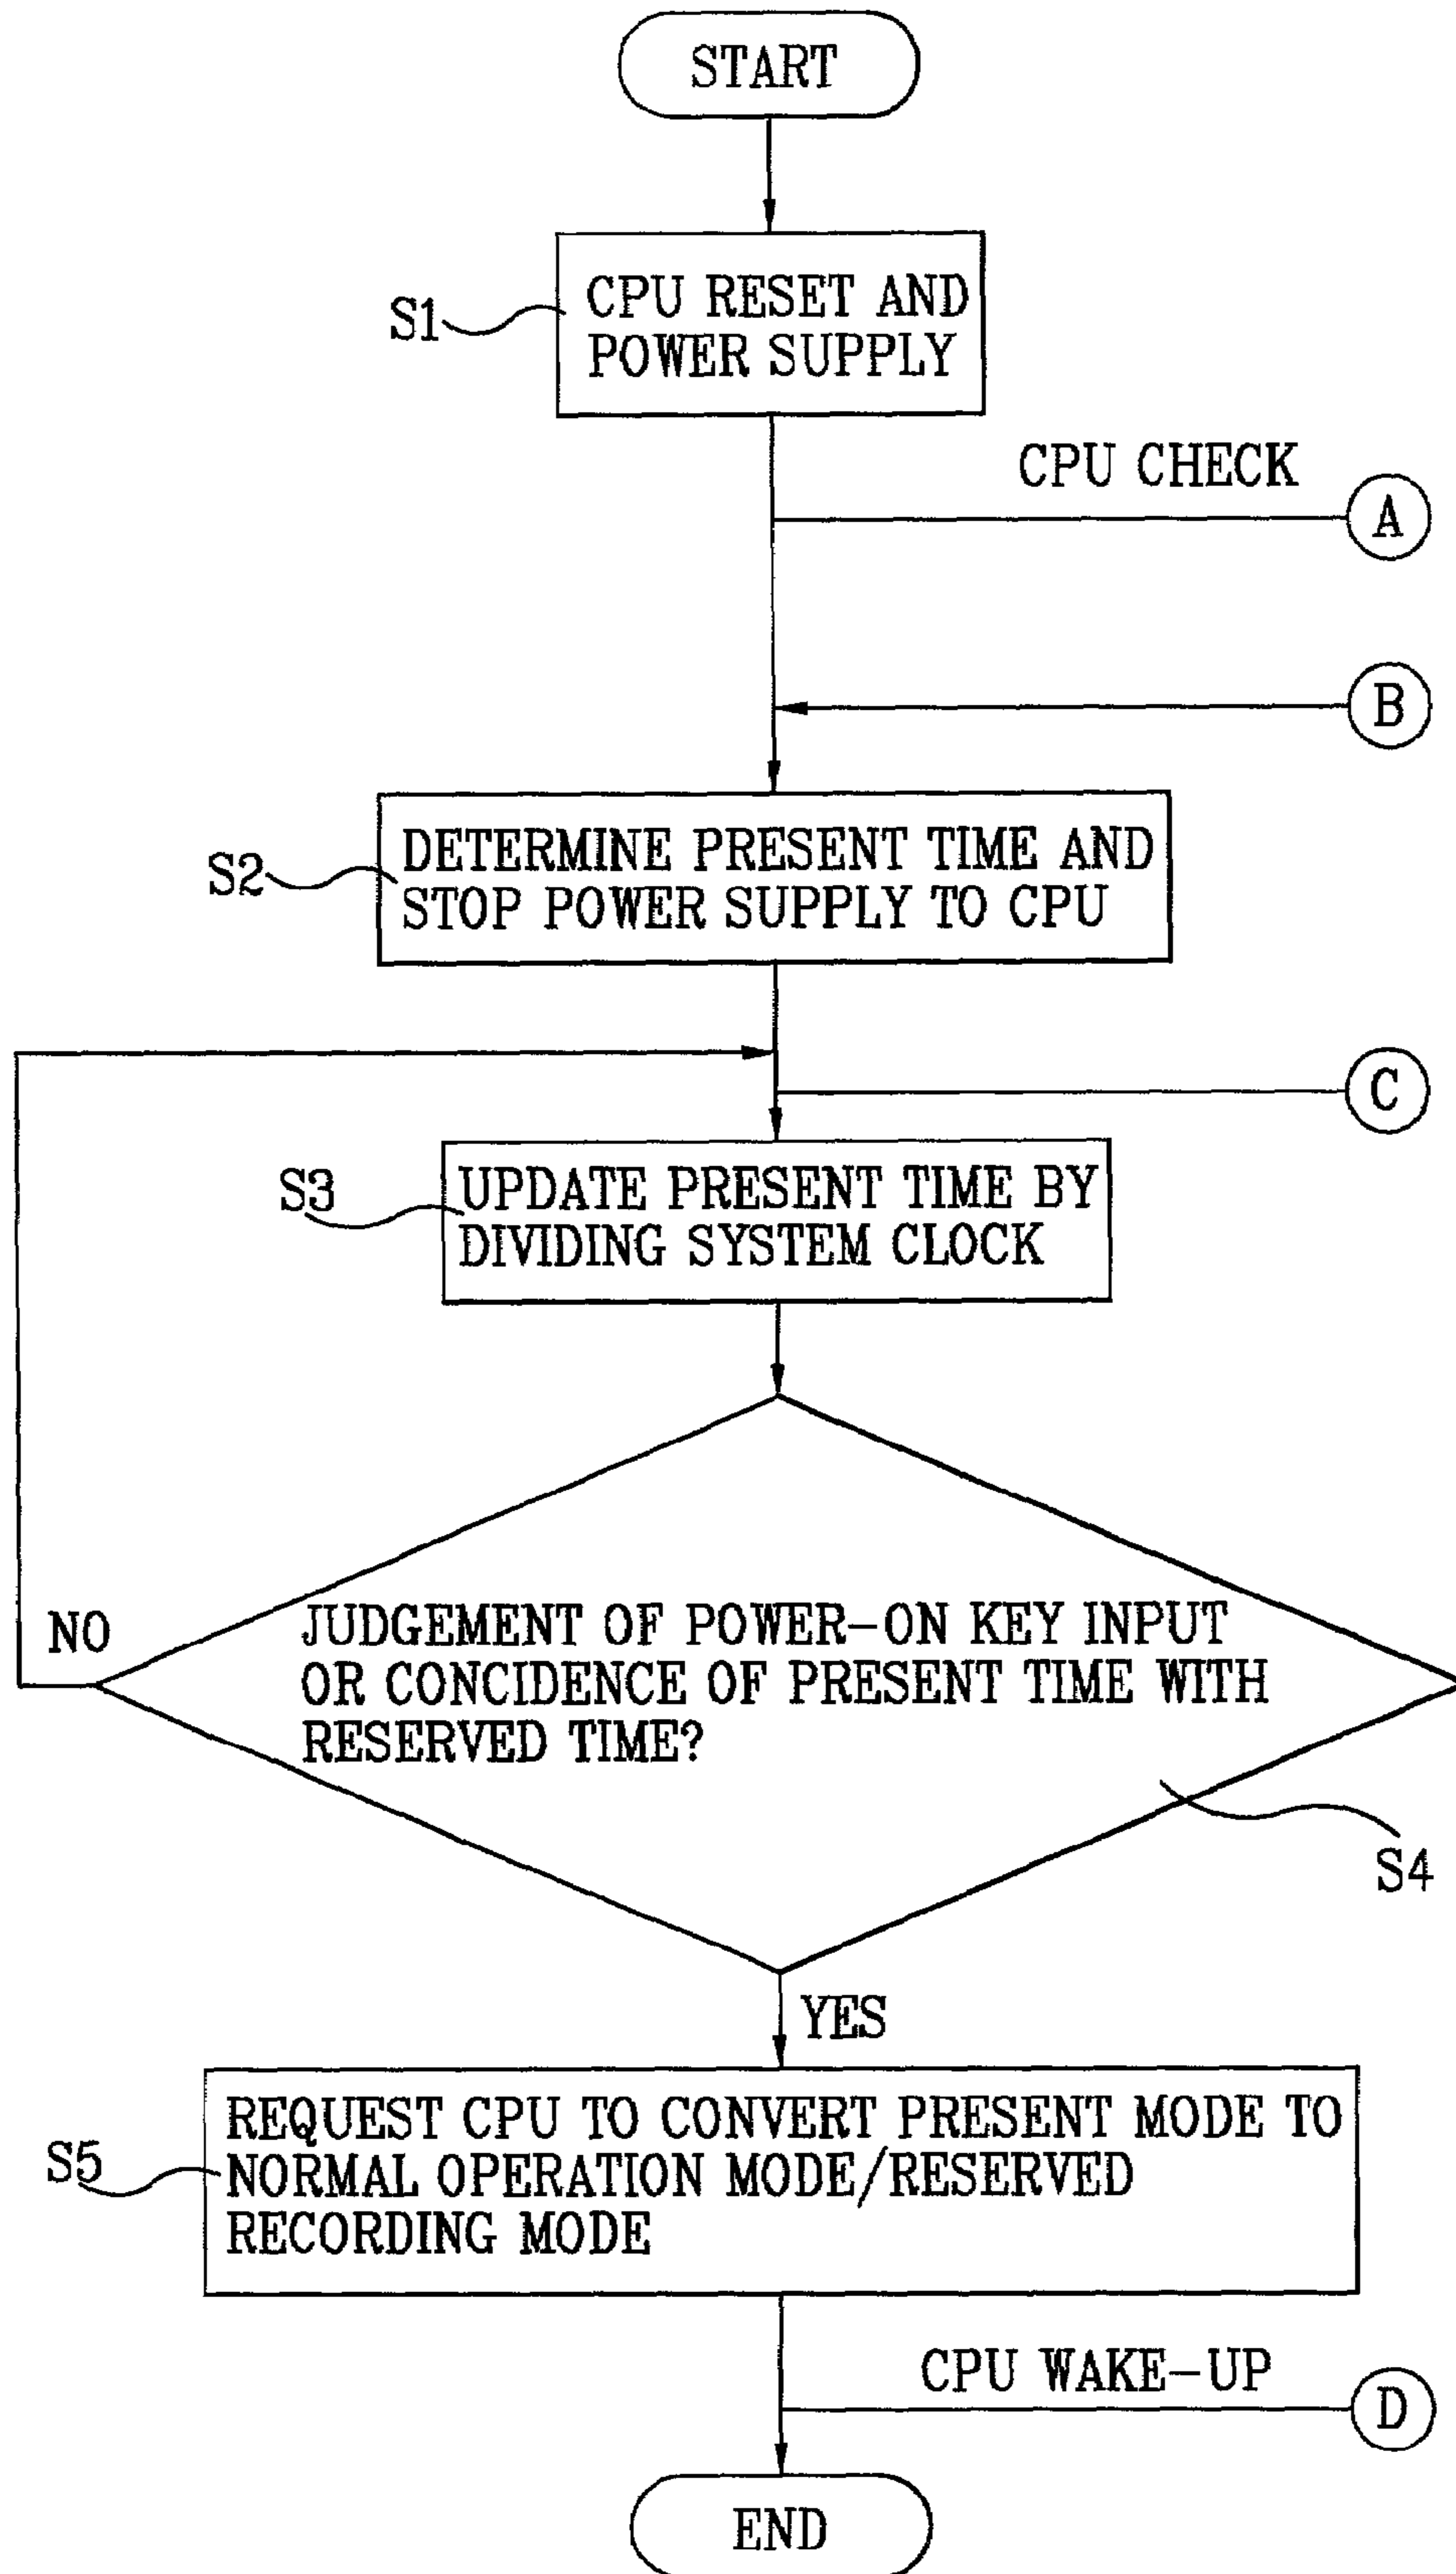 START
S1
CPU RESET AND
POWER SUPPLY
CPU CHECK
A
B
S2
DETERMINE PRESENT TIME AND
STOP POWER SUPPLY TO CPU
C
S3
UPDATE PRESENT TIME BY
DIVIDING SYSTEM CLOCK
NO
JUDGEMENT OF POWER-ON KEY INPUT
OR CONCIDENCE OF PRESENT TIME WITH
RESERVED TIME?
S4
YES
S5
REQUEST CPU TO CONVERT PRESENT MODE TO
NORMAL OPERATION MODE/RESERVED
RECORDING MODE
CPU WAKE-UP
D
END